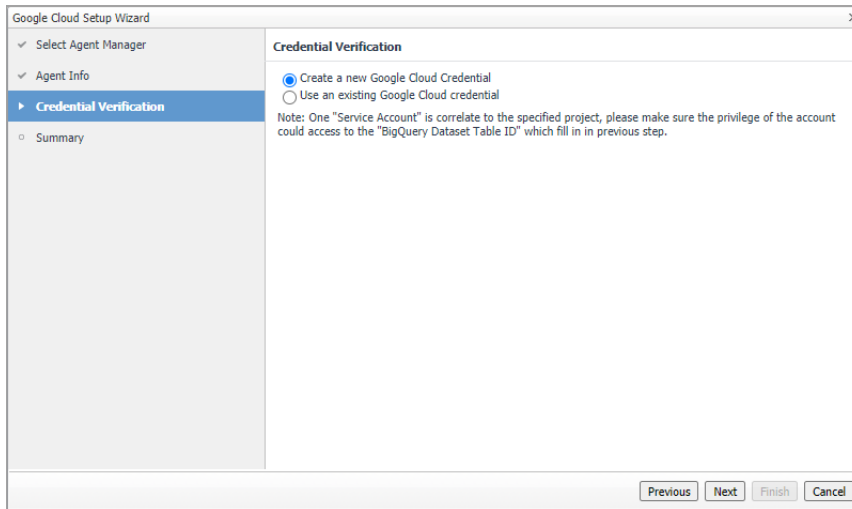 Google Cloud Setup Wizard
Select Agent Manager
Agent Info
Credential Verification
Summary
Credential Verification
Create a new Google Cloud Credential
Use an existing Google Cloud credential
Note: One "Service Account" is correlate to the specified project, please make sure the privilege of the account
could access to the "BigQuery Dataset Table ID" which fill in in previous step.
Previous Next Finish Cancel